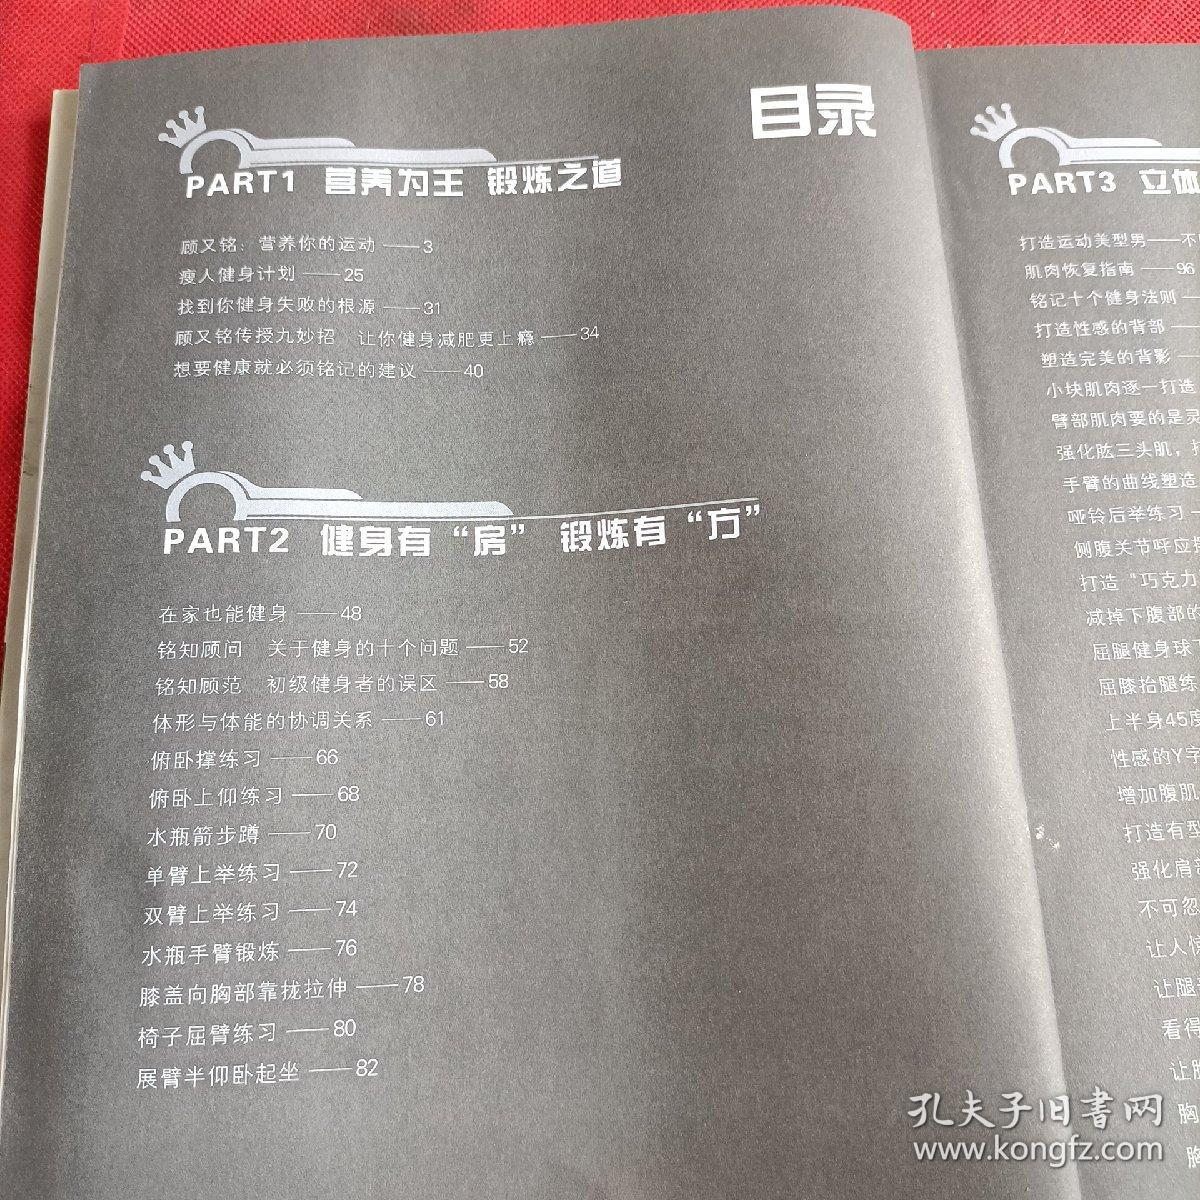 目录
PART1 营养为王 锻炼之道
顾又铭：营养你的运动——3
瘦人健身计划——25
找到你健身失败的根源——31
顾又铭传授九妙招 让你健身减肥更上瘾——34
想要健康就必须铭记的建议——40
PART2 健身有“房” 锻炼有“方”
在家也能健身——48
铭知顾问 关于健身的十个问题——52
铭知顾范 初级健身者的误区——58
体形与体能的协调关系——61
俯卧撑练习——66
俯卧上仰练习——68
水瓶箭步蹲——70
单臂上举练习——72
双臂上举练习——74
水瓶手臂锻炼——76
膝盖向胸部靠拢拉伸——78
椅子屈臂练习——80
展臂半仰卧起坐——82
PART3 立体
打造运动美型男——不
肌肉恢复指南——96
铭记十个健身法则—
打造性感的背部—
塑造完美的背影—
小块肌肉逐一打造
臂部肌肉要的是灵
强化肱三头肌，
手臂的曲线塑造
哑铃后举练习—
侧腹关节呼应
打造“巧克力
减掉下腹部的
屈腿健身球
屈膝抬腿练
上半身45度
性感的Y字
增加腹肌
打造有型
强化肩
不可忽
让人
让腿
看得
让
胸
胸
孔夫子旧书网
www.kongfz.com